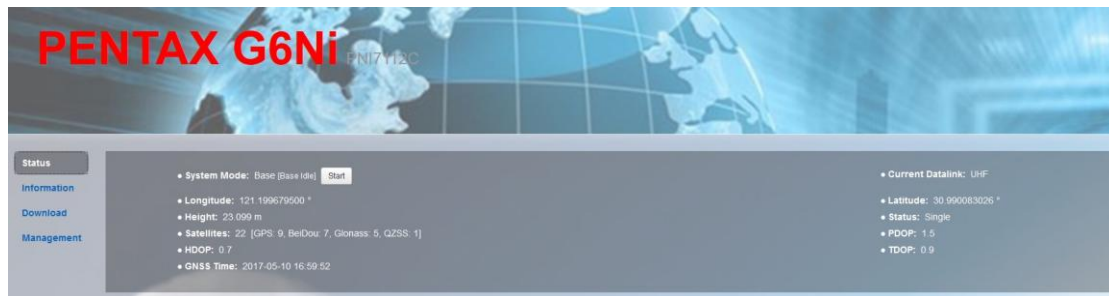 PENTAX G6Ni PNI7112C
Status
Information
Download
Management
• System Mode: Base [Base Idle] Start
• Longitude: 121.199679500 °
• Height: 23.099 m
• Satellites: 22 [GPS: 9, BeiDou: 7, Glonass: 5, QZSS: 1]
• HDOP: 0.7
• GNSS Time: 2017-05-10 16:59:52
• Current Datalink: UHF
• Latitude: 30.990083026 °
• Status: Single
• PDOP: 1.5
• TDOP: 0.9